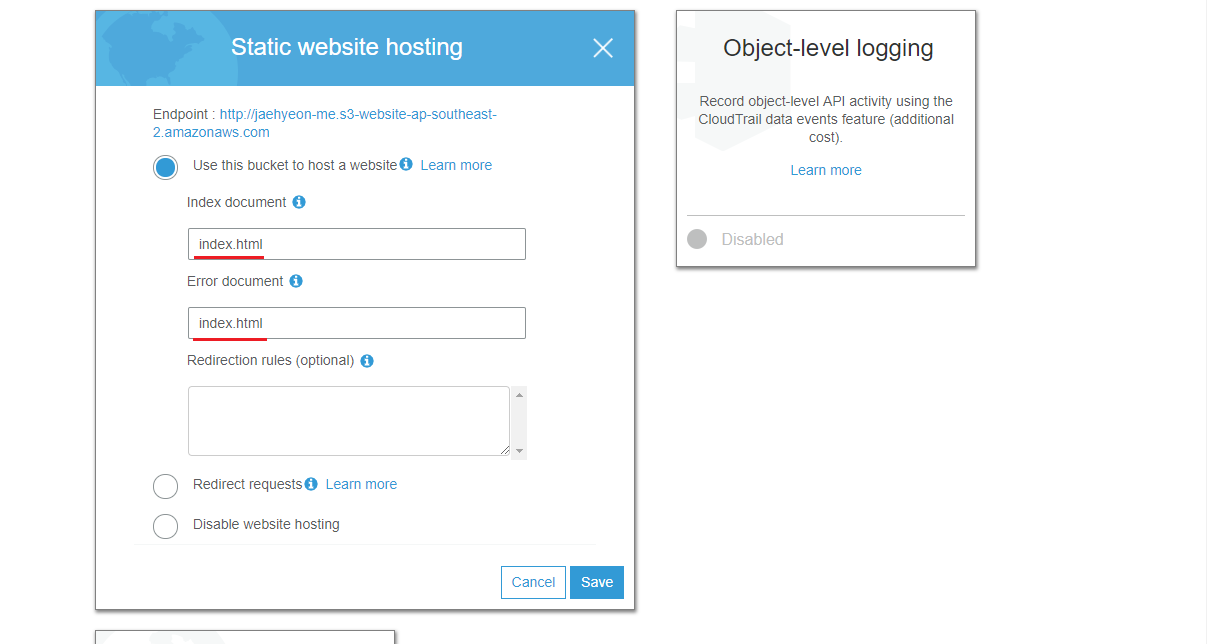 Static website hosting
Endpoint : http://jaehyeon-me.s3-website-ap-southeast-
2.amazonaws.com
Use this bucket to host a website Learn more
Index document
index.html
Error document
index.html
Redirection rules (optional)
Redirect requests Learn more
Disable website hosting
Cancel Save
Object-level logging
Record object-level API activity using the
CloudTrail data events feature (additional
cost).
Learn more
Disabled